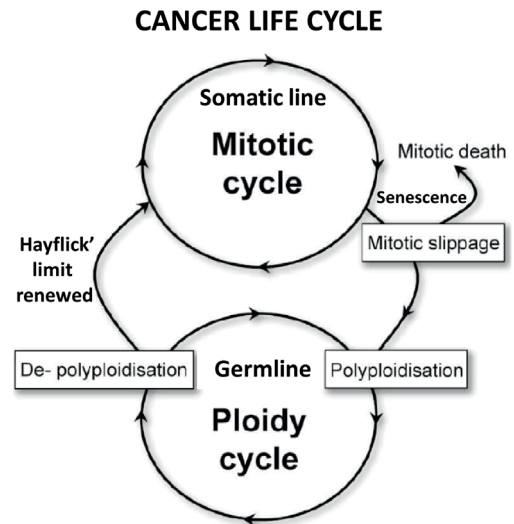 CANCER LIFE CYCLE
Somatic line
Mitotic
cycle
Mitotic death
Senescence
Mitotic slippage
Hayflick’
limit
renewed
De- polyploidisation
Germline
Polyploidisation
Ploidy
cycle